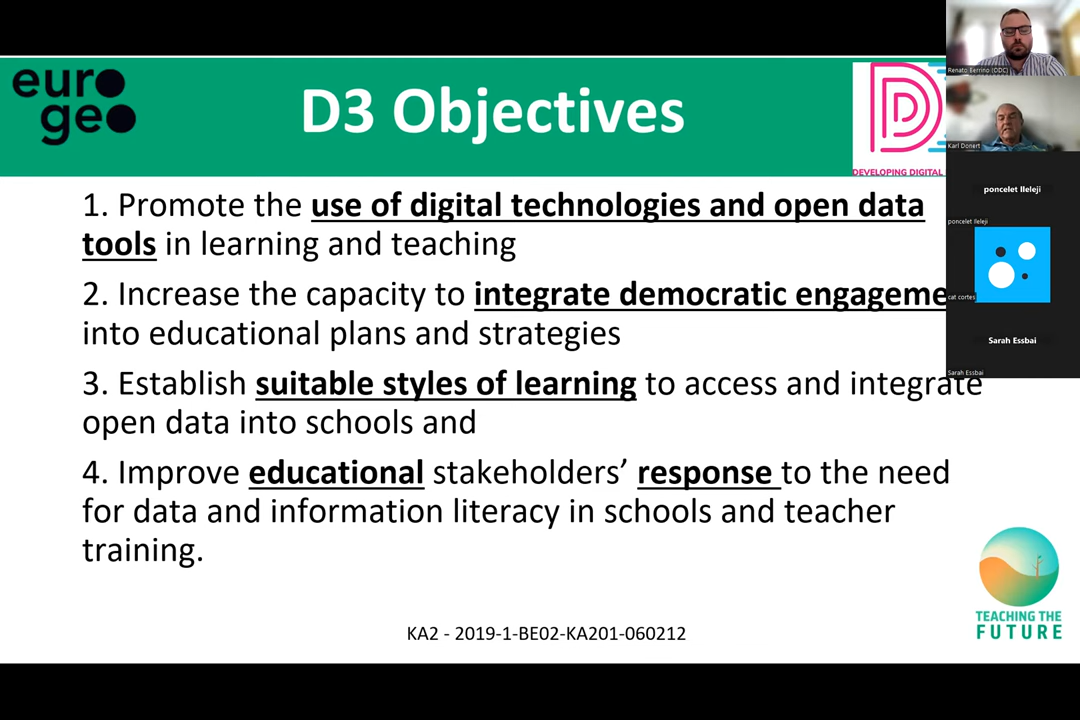 euro
geo
D3 Objectives
DEVELOPING DIGITAL
1. Promote the use of digital technologies and open data
tools in learning and teaching
2. Increase the capacity to integrate democratic engageme
into educational plans and strategies
3. Establish suitable styles of learning to access and integrate
open data into schools and
4. Improve educational stakeholders’ response to the need
for data and information literacy in schools and teacher
training.
KA2 - 2019-1-BE02-KA201-060212
TEACHING THE
FUTURE
Renato Berrino (ODC)
Karl Donert
poncelet Ileleji
poncelet Ileleji
cat cortes
Sarah Essbai
Sarah Essbai